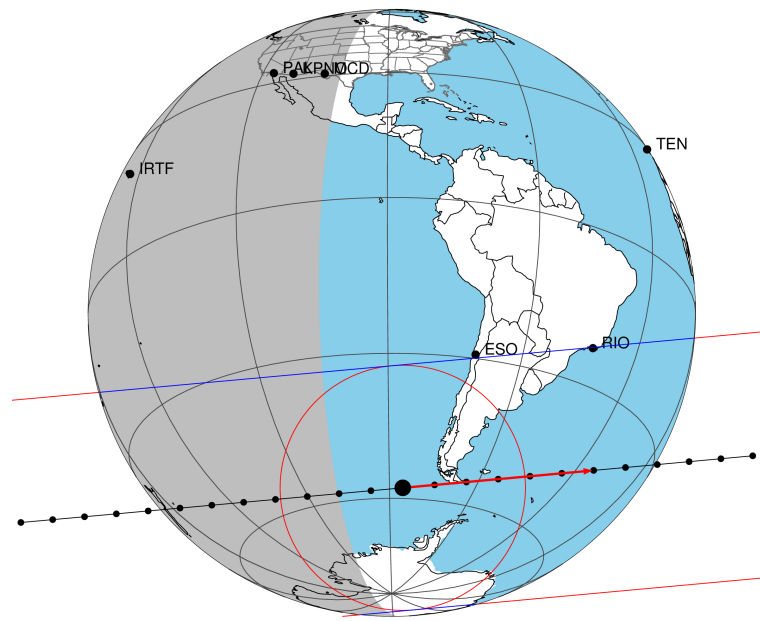 PAL
KPNO
MCD
TEN
IRTF
ESO
RIO